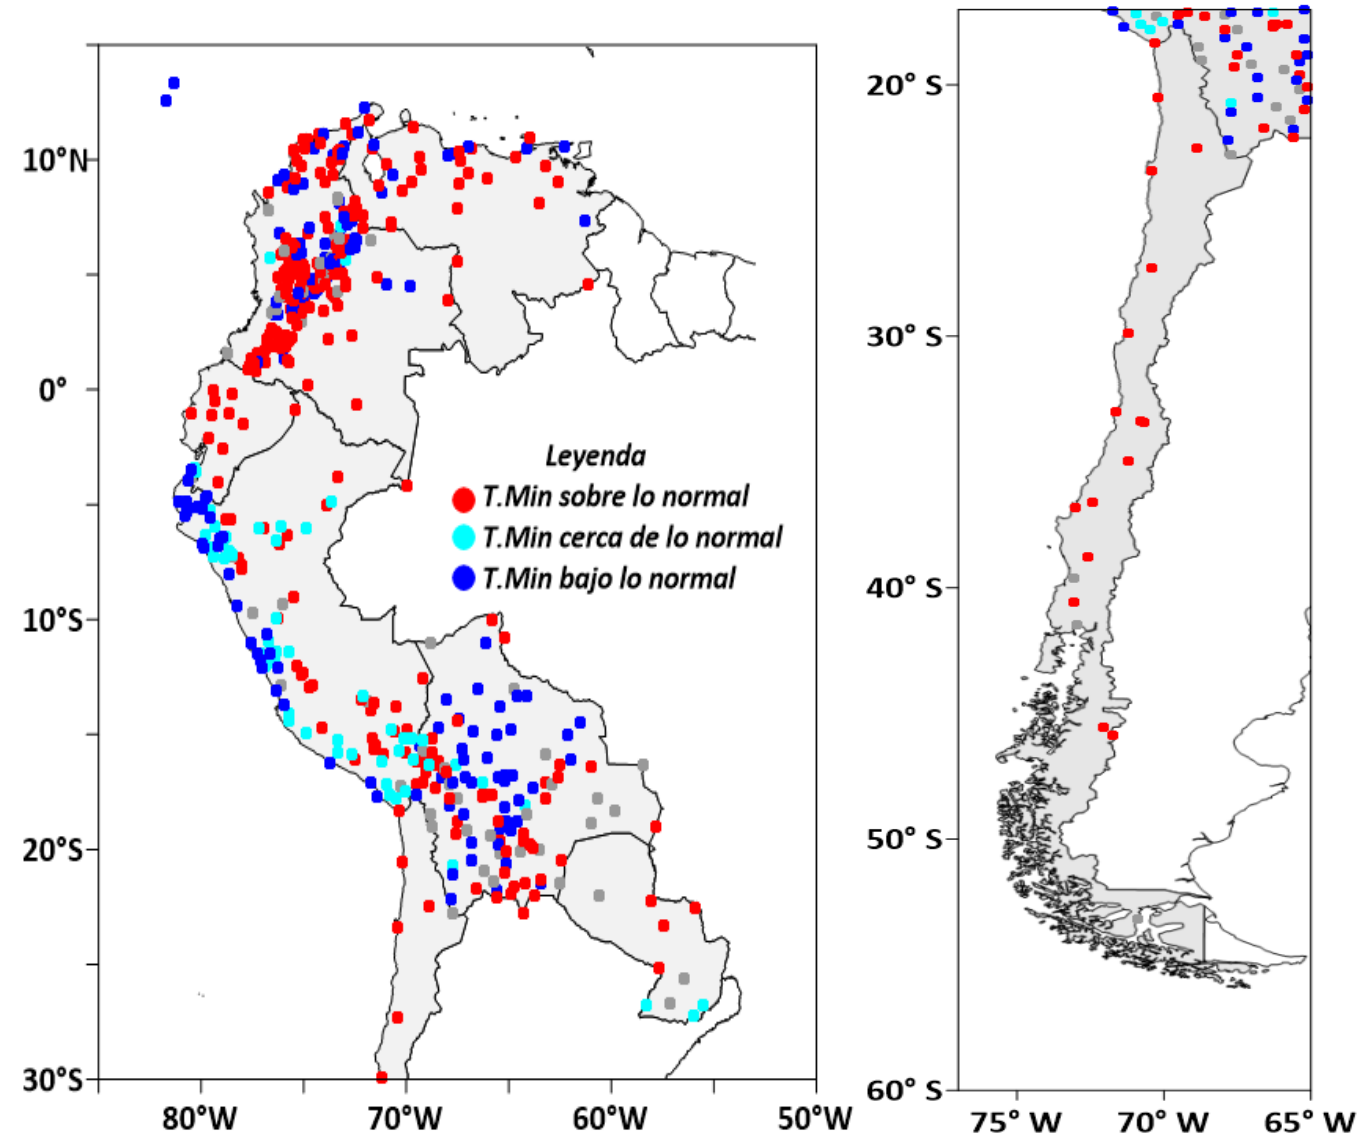 10°N
0°
10°S
20°S
30°S
80°W
70°W
60°W
50°W
Leyenda
T.Min sobre lo normal
T.Min cerca de lo normal
T.Min bajo lo normal
20° S
30° S
40° S
50° S
60° S
75° W
70° W
65° W